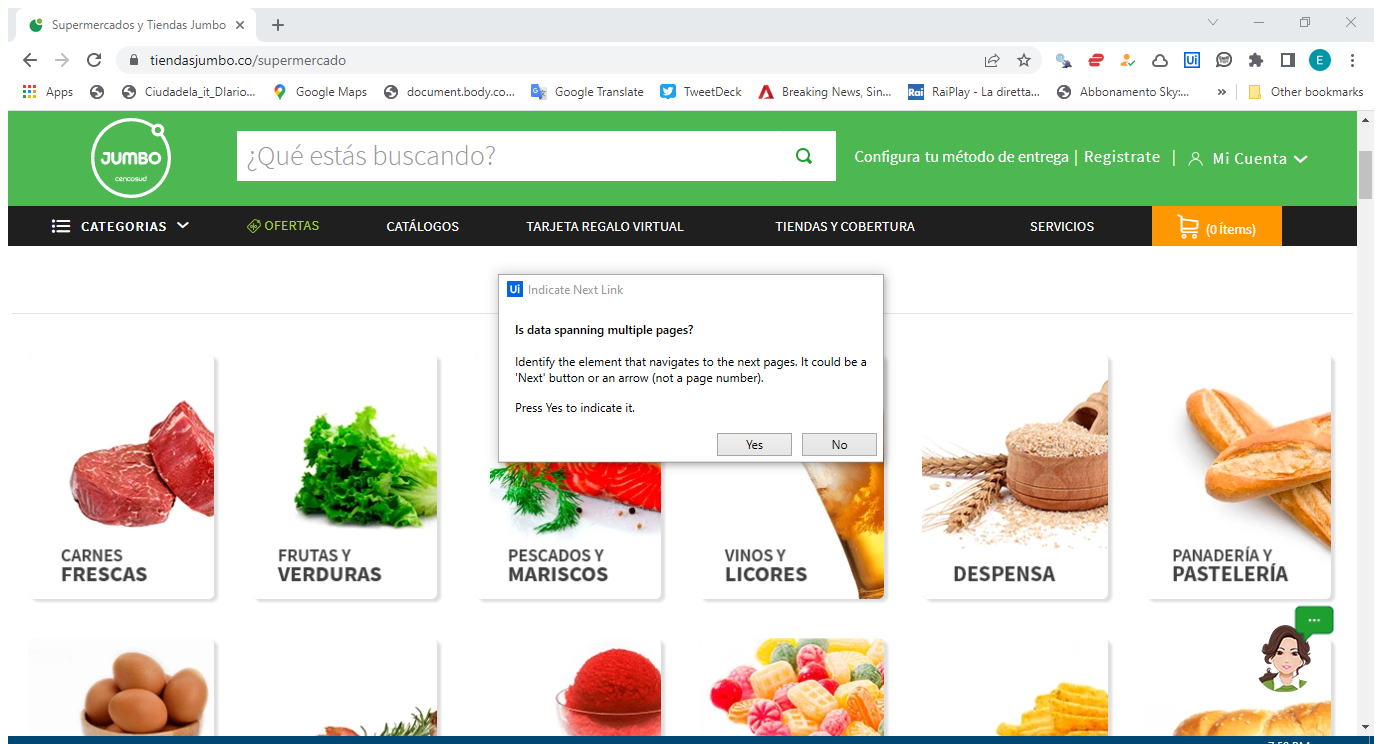 Supermercados y Tiendas Jumbo
tiendasjumbo.co/supermercado
E
Apps
Ciudadela_it_DIario...
Google Maps
document.body.co...
Google Translate
TweetDeck
Breaking News, Sin...
Rai RaiPlay - La diretta...
Abbonamento Sky:...
»
Other bookmarks
JUMBO
cencosud
¿Qué estás buscando?
Configura tu método de entrega | Registrate | Mi Cuenta
CATEGORIAS
OFERTAS
CATÁLOGOS
TARJETA REGALO VIRTUAL
TIENDAS Y COBERTURA
SERVICIOS
(0 Ítems)
Ui Indicate Next Link
Is data spanning multiple pages?
Identify the element that navigates to the next pages. It could be a
'Next' button or an arrow (not a page number).
Press Yes to indicate it.
Yes
No
CARNES
FRESCAS
FRUTAS Y
VERDURAS
PESCADOS Y
MARISCOS
VINOS Y
LICORES
DESPENSA
PANADERÍA Y
PASTELERÍA